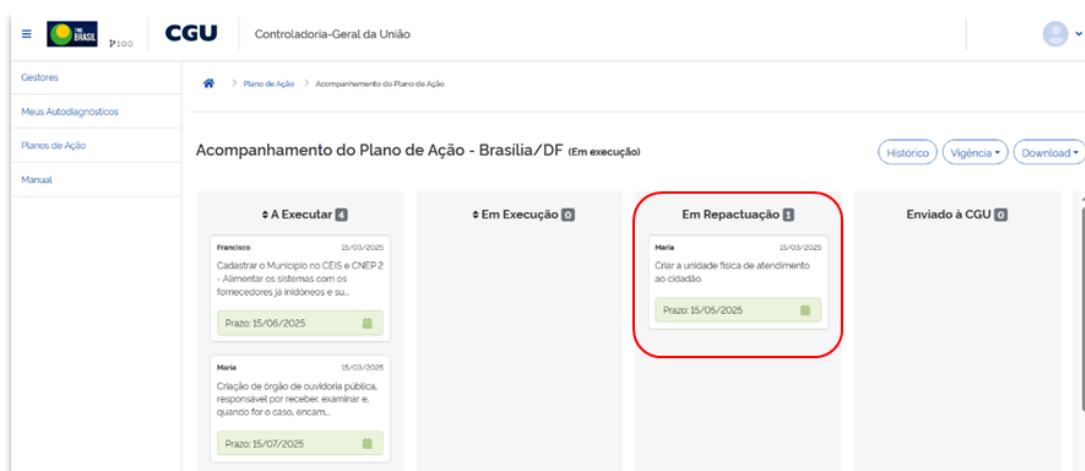 TIME BRASIL
100
CGU
Controladoria-Geral da União
Gestores
Meus Autodiagnósticos
Planos de Ação
Manual
> Plano de Ação > Acompanhamento do Plano de Ação
Acompanhamento do Plano de Ação - Brasília/DF (Em execução)
Histórico
Vigência
Download
A Executar 4
Francisco 15/03/2025
Cadastrar o Município no CEIS e CNEP 2
- Alimentar os sistemas com os
fornecedores já inidôneos e su...
Prazo: 15/06/2025
Maria 15/03/2025
Criação de órgão de ouvidoria pública,
responsável por receber, examinar e,
quando for o caso, encam...
Prazo: 15/07/2025
Em Execução 0
Em Repactuação 1
Maria 15/03/2025
Criar a unidade física de atendimento
ao cidadão.
Prazo: 15/05/2025
Enviado à CGU 0